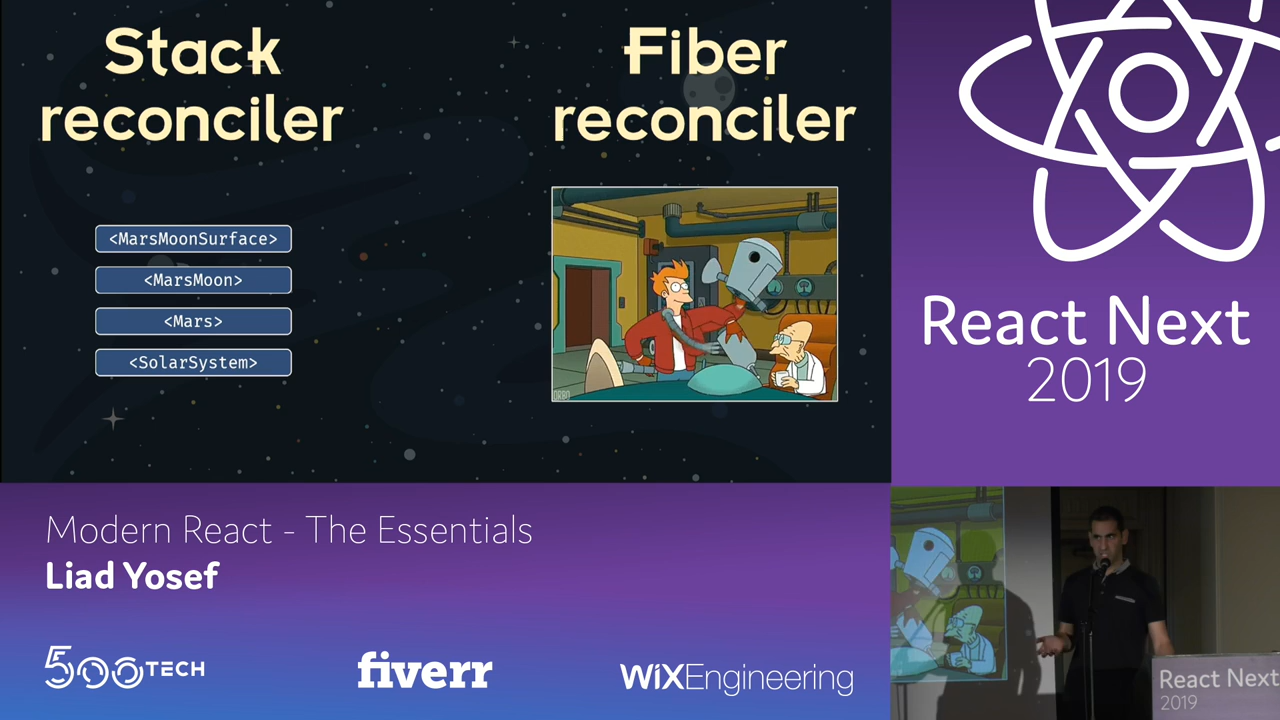 Stack
reconciler
Fiber
reconciler
<MarsMoonSurface>
<MarsMoon>
<Mars>
<SolarSystem>
React Next
2019
Modern React - The Essentials
Liad Yosef
500TECH
fiverr
WiXEngineering
React Next
2019